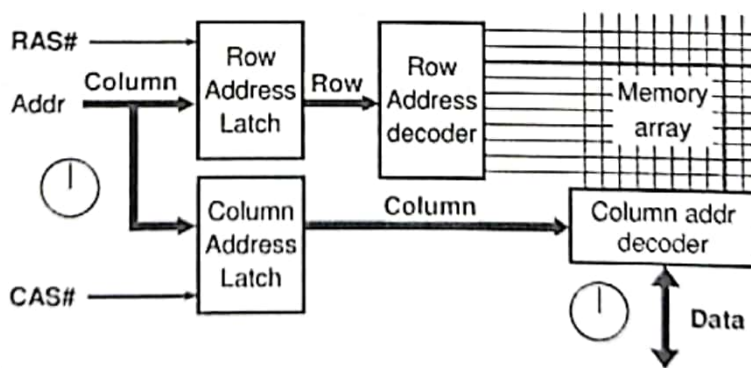 RAS#
Column
Addr
Row
Address
Latch
Row
Row
Address
decoder
Memory
array
Column
Address
Latch
Column
Column addr
decoder
CAS#
Data